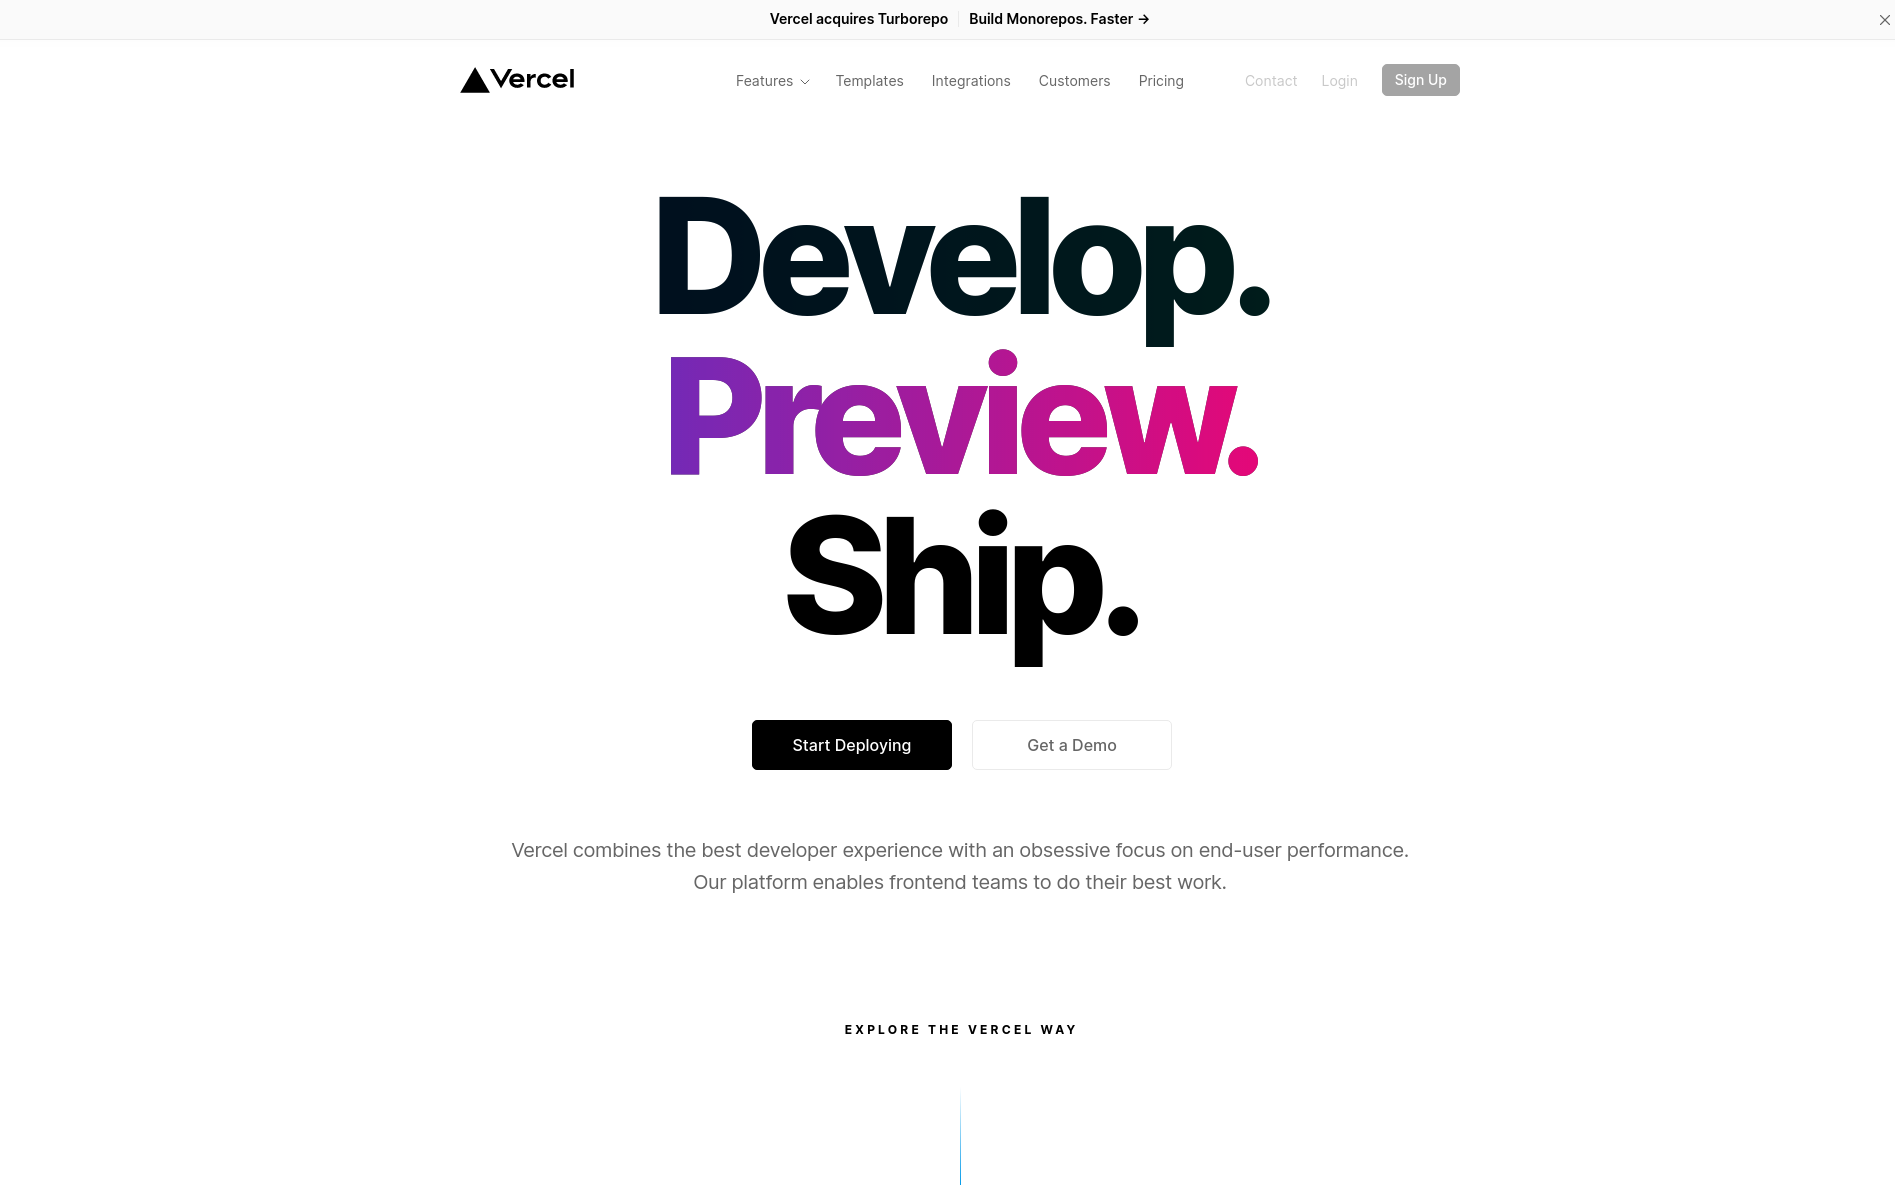 Vercel acquires Turborepo Build Monorepos. Faster →
Vercel Features Templates Integrations Customers Pricing Contact Login Sign Up
Develop.
Preview.
Ship.
Start Deploying Get a Demo
Vercel combines the best developer experience with an obsessive focus on end-user performance.
Our platform enables frontend teams to do their best work.
EXPLORE THE VERCEL WAY